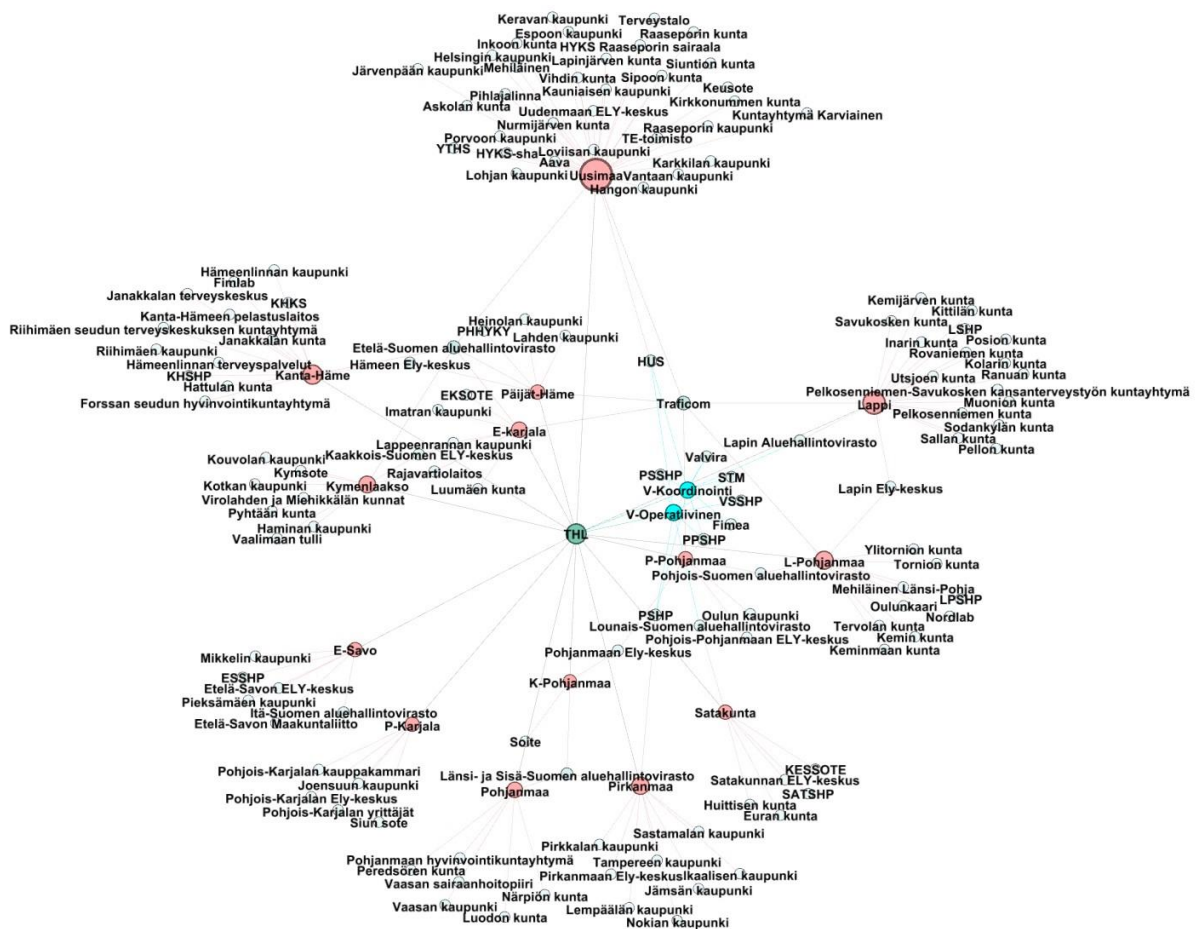 Keravan kaupunki
Terveystalo
Espoon kaupunki
Raaseporin kunta
Inkoon kunta
HYKS Raaseporin sairaala
Helsingin kaupunki
Lapinjärven kunta
Siuntion kunta
Järvenpään kaupunki
Mehiläinen
Vihdin kunta
Sipoon kunta
Pihlajalinna
Kauniaisen kaupunki
Keusote
Askolan kunta
Kirkkonummen kunta
Uudenmaan ELY-keskus
Kuntayhtymä Karviainen
Nurmijärven kunta
Raaseporin kaupunki
Porvoon kaupunki
TE-toimisto
YTHS
HYKS-sha
Loviisan kaupunki
Aava
Karkkilan kaupunki
Lohjan kaupunki
Uusimaa
Vantaan kaupunki
Hangon kaupunki
Hämeenlinnan kaupunki
Fimlab
Janakkalan terveyskeskus
KHKS
Kanta-Hämeen pelastuslaitos
Riihimäen seudun terveyskeskuksen kuntayhtymä
Janakkalan kunta
Riihimäen kaupunki
Hämeenlinnan terveyspalvelut
KHSHP
Kanta-Häme
Hattulan kunta
Forssan seudun hyvinvointikuntayhtymä
Heinolan kaupunki
PHHYKY
Lahden kaupunki
Etelä-Suomen aluehallintovirasto
Hämeen Ely-keskus
EKSOTE
Päijät-Häme
Imatran kaupunki
E-karjala
HUS
Traficom
Kemijärven kunta
Kittilän kunta
Savukosken kunta
LSHP
Posion kunta
Inarin kunta
Rovaniemen kunta
Kolarin kunta
Utsjoen kunta
Ranuan kunta
Pelkosenniemen-Savukosken kansanterveystyön kuntayhtymä
Lappi
Muonion kunta
Pelkosenniemen kunta
Sodankylän kunta
Sallan kunta
Pellon kunta
Lapin Aluehallintovirasto
Lapin Ely-keskus
Lappeenrannan kaupunki
Kaakkois-Suomen ELY-keskus
Kouvolan kaupunki
Kymsote
Rajavartiolaitos
Kotkan kaupunki
Kymenlaakso
Luumäen kunta
Virolahden ja Miehikkälän kunnat
Pyhtään kunta
Haminan kaupunki
Vaalimaan tulli
Valvira
PSSHP
STM
V-Koordinointi
VSSHP
V-Operatiivinen
Fimea
THL
PPSHP
P-Pohjanmaa
L-Pohjanmaa
Pohjois-Suomen aluehallintovirasto
Ylitornion kunta
Tornion kunta
Mehiläinen Länsi-Pohja
LPSHP
Oulunkaari
Nordlab
Tervolan kunta
Kemin kunta
Keminmaan kunta
PSHP
Oulun kaupunki
Lounais-Suomen aluehallintovirasto
Pohjois-Pohjanmaan ELY-keskus
Pohjanmaan Ely-keskus
E-Savo
Mikkelin kaupunki
ESSHP
Etelä-Savon ELY-keskus
Pieksämäen kaupunki
Itä-Suomen aluehallintovirasto
Etelä-Savon Maakuntaliitto
P-Karjala
K-Pohjanmaa
Satakunta
Soite
Pohjois-Karjalan kauppakammari
Joensuun kaupunki
Pohjois-Karjalan Ely-keskus
Pohjois-Karjalan yrittäjät
Siun sote
Länsi- ja Sisä-Suomen aluehallintovirasto
Pohjanmaa
Pirkanmaa
KESSOTE
Satakunnan ELY-keskus
SATSHP
Huittisen kunta
Euran kunta
Sastamalan kaupunki
Pirkkalan kaupunki
Pohjanmaan hyvinvointikuntayhtymä
Tampereen kaupunki
Peredsören kunta
Pirkanmaan Ely-keskus
Ikaalisen kaupunki
Vaasan sairaanhoitopiiri
Jämsän kaupunki
Närpiön kunta
Vaasan kaupunki
Lempäälän kaupunki
Luodon kunta
Nokian kaupunki